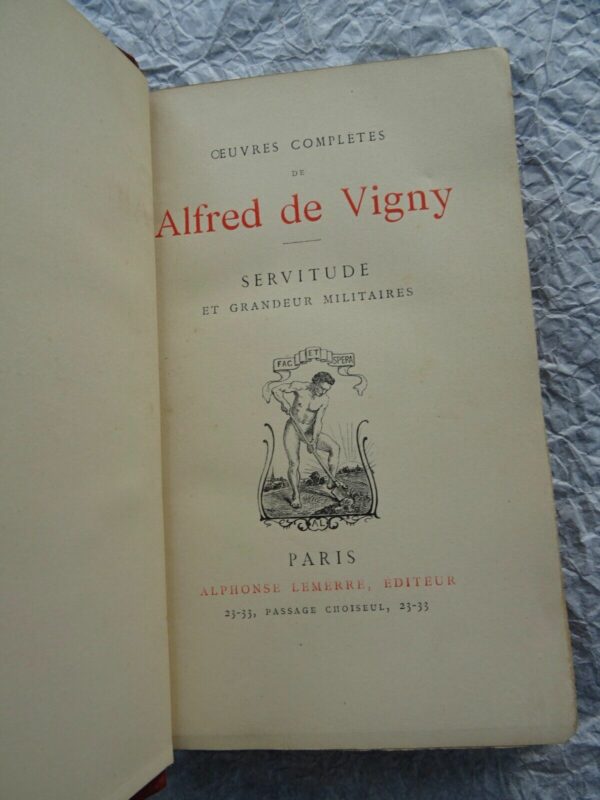 ŒUVRES COMPLETES
DE
Alfred de Vigny
SERVITUDE
ET GRANDEUR MILITAIRES
FAC ET SPERA
AL
PARIS
ALPHONSE LEMERRE, ÉDITEUR
23-33, PASSAGE CHOISEUL, 23-33